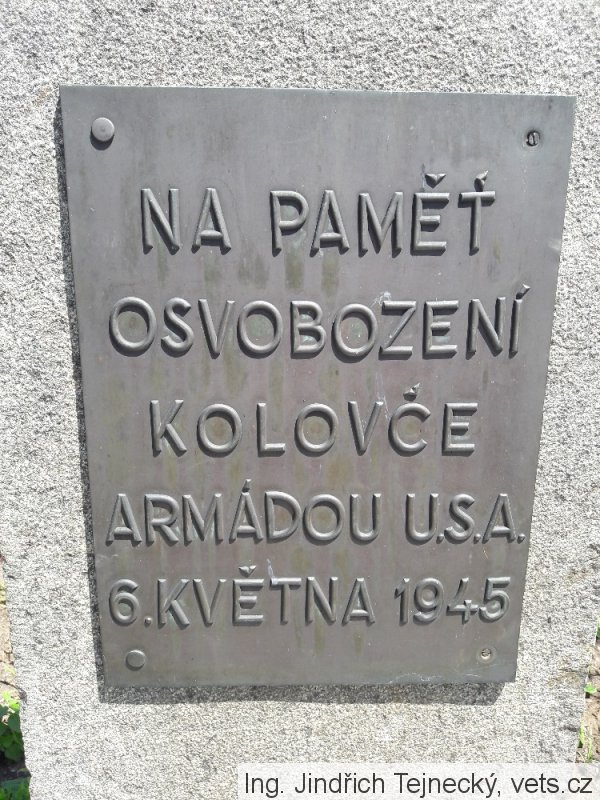 NA PAMĚŤ
OSVOBOZENÍ
KOLOVČE
ARMÁDOU U.S.A.
6. KVĚTNA 1945
Ing. Jindřich Tejnecký, vets.cz